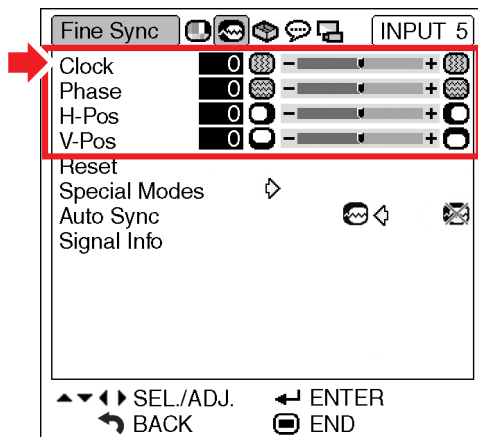 Fine Sync INPUT 5
Clock 0 - +
Phase 0 - +
H-Pos 0 - +
V-Pos 0 - +
Reset
Special Modes
Auto Sync
Signal Info
SEL./ADJ. ENTER
BACK END